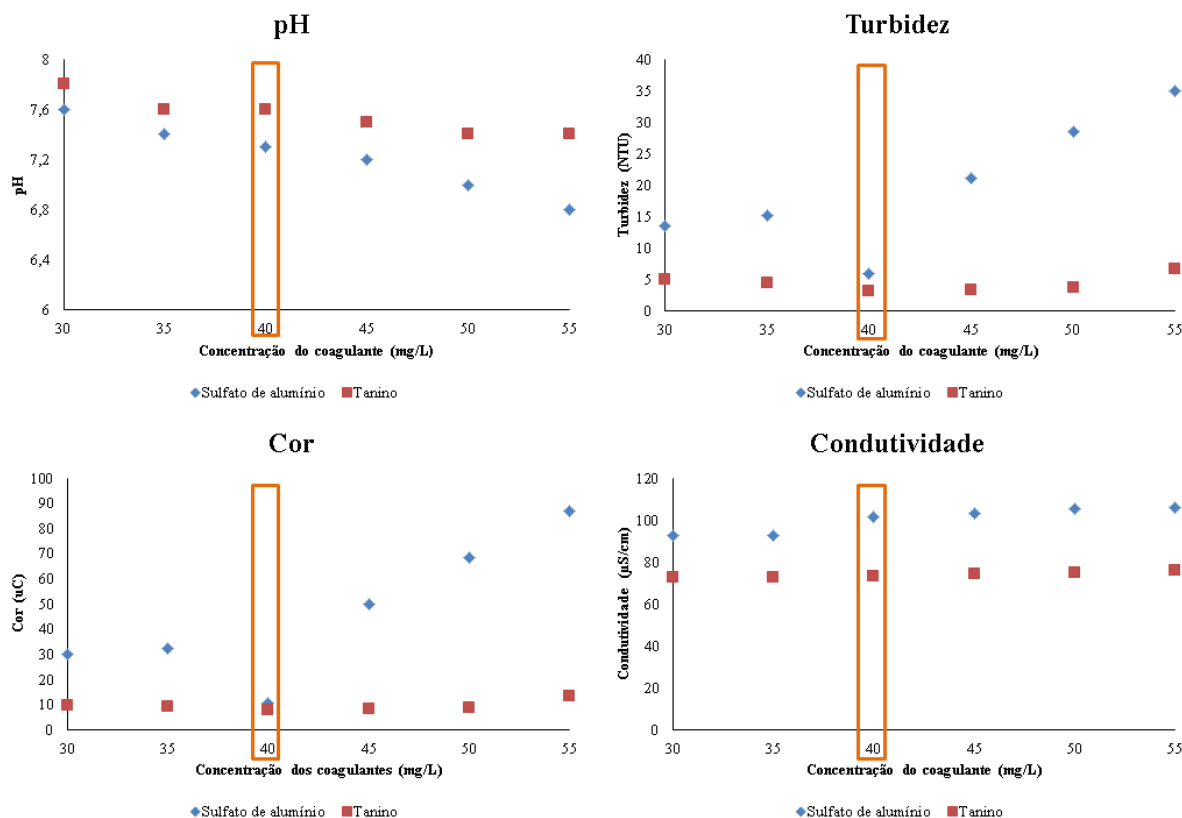 pH
8
7,6
7,2
6,8
6,4
6
pH
30 35 40 45 50 55
Concentração do coagulante (mg/L)
Sulfato de alumínio Tanino
Turbidez
40
35
30
25
20
15
10
5
0
Turbidez (NTU)
30 35 40 45 50 55
Concentração do coagulante (mg/L)
Sulfato de alumínio Tanino
Cor
100
90
80
70
60
50
40
30
20
10
0
Cor (uC)
30 35 40 45 50 55
Concentração dos coagulantes (mg/L)
Sulfato de alumínio Tanino
Condutividade
120
100
80
60
40
20
0
Condutividade (µS/cm)
30 35 40 45 50 55
Concentração do coagulante (mg/L)
Sulfato de alumínio Tanino